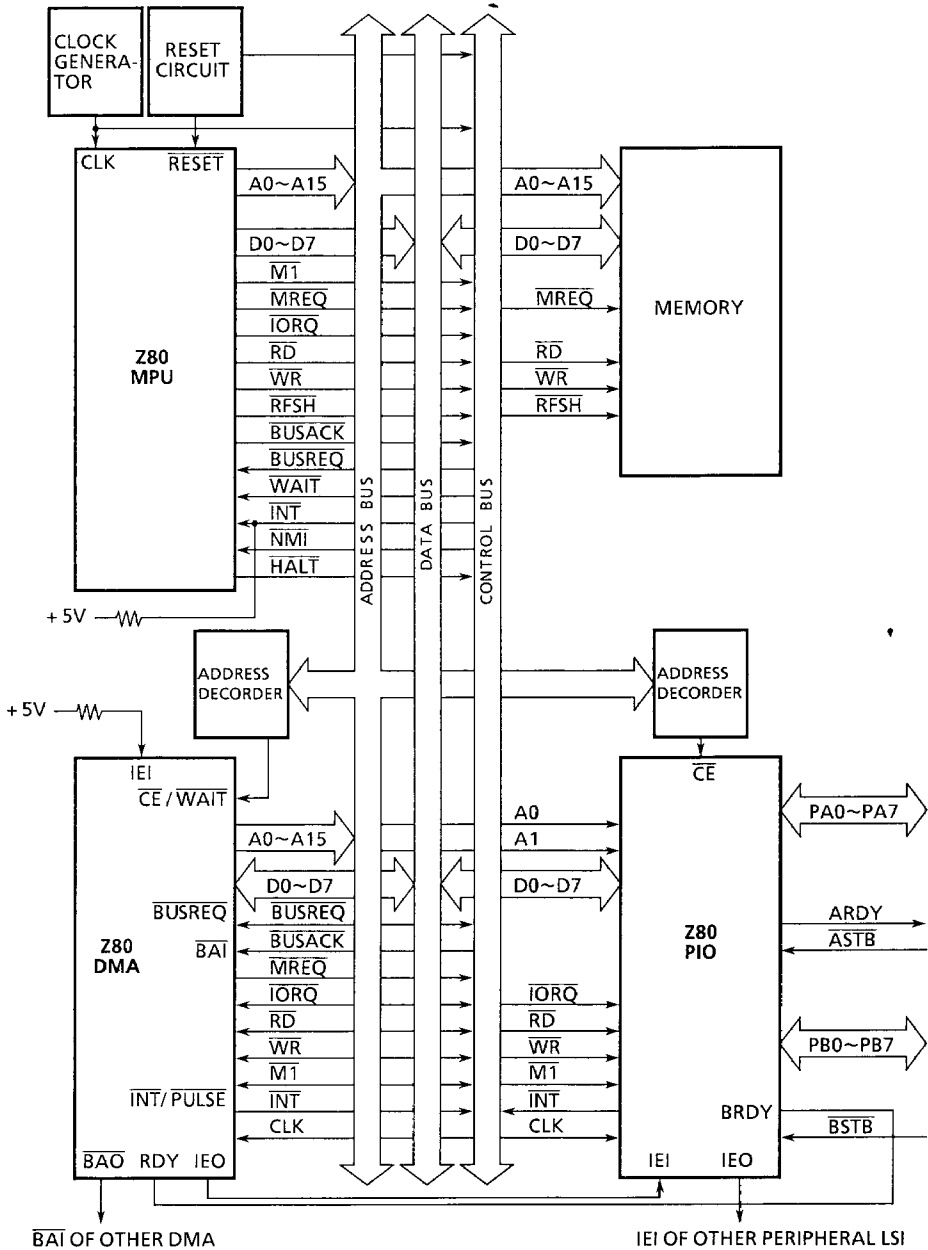 CLOCK
GENERA-
TOR
RESET
CIRCUIT
CLK
RESET
A0~A15
A0~A15
D0~D7
D0~D7
M1
MREQ
MREQ
IORQ
MEMORY
Z80
MPU
RD
RD
WR
WR
RFSH
RFSH
BUSACK
BUSREQ
WAIT
INT
NMI
HALT
ADDRESS BUS
DATA BUS
CONTROL BUS
+5V
ADDRESS
DECORDER
ADDRESS
DECORDER
+5V
IEI
CE/WAIT
CE
A0~A15
A0
A1
PA0~PA7
D0~D7
D0~D7
BUSREQ
BUSREQ
ARDY
Z80
DMA
BAI
BUSACK
Z80
PIO
ASTB
MREQ
IORQ
IORQ
RD
RD
WR
WR
PB0~PB7
M1
M1
INT/PULSE
INT
INT
BRDY
CLK
CLK
BSTB
BAO RDY IEO
IEI IEO
BAI OF OTHER DMA
IEI OF OTHER PERIPHERAL LSI